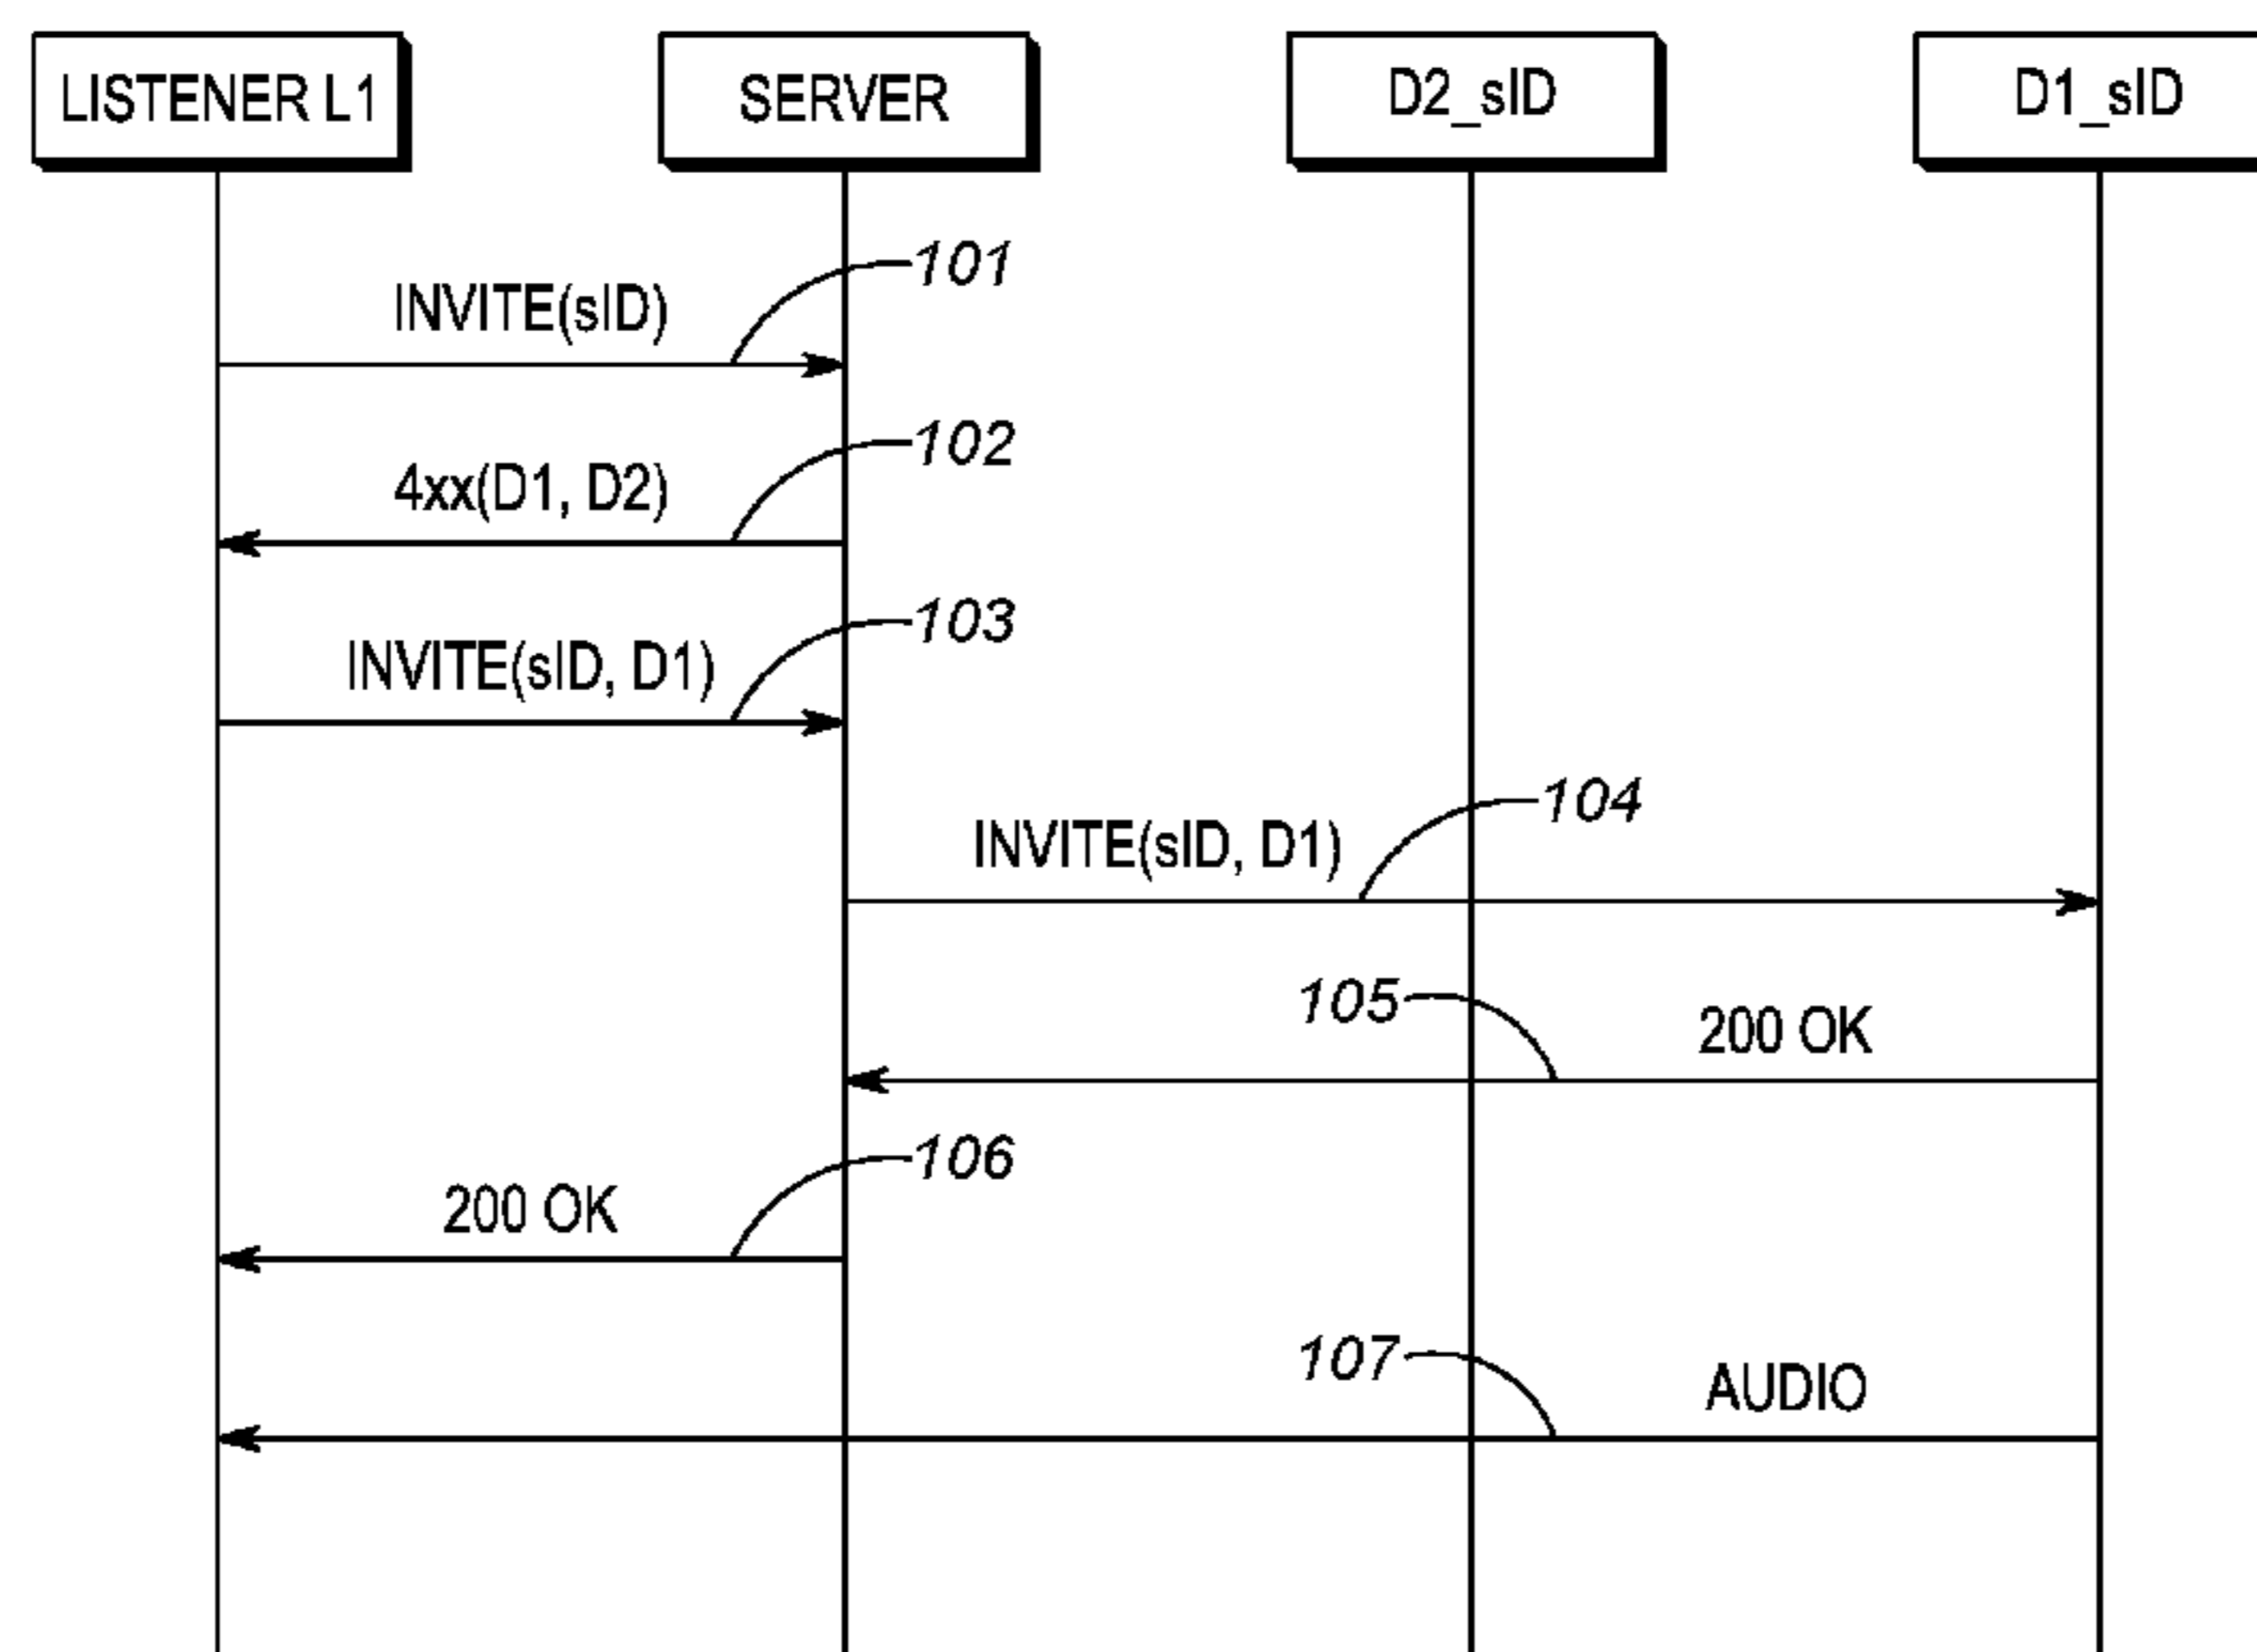 LISTENER L1
SERVER
D2_sID
D1_sID
101
INVITE(sID)
102
4xx(D1, D2)
103
INVITE(sID, D1)
104
INVITE(sID, D1)
105
200 OK
106
200 OK
107
AUDIO